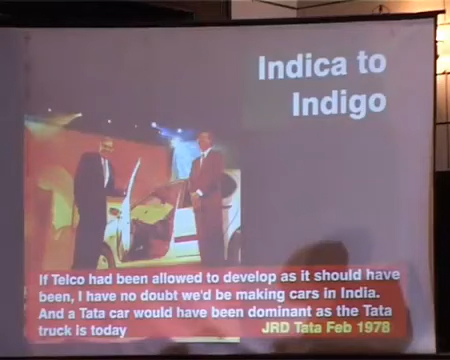 Indica to
Indigo
If Telco had been allowed to develop as it should have
been, I have no doubt we'd be making cars in India.
And a Tata car would have been dominant as the Tata
truck is today
JRD Tata Feb 1978